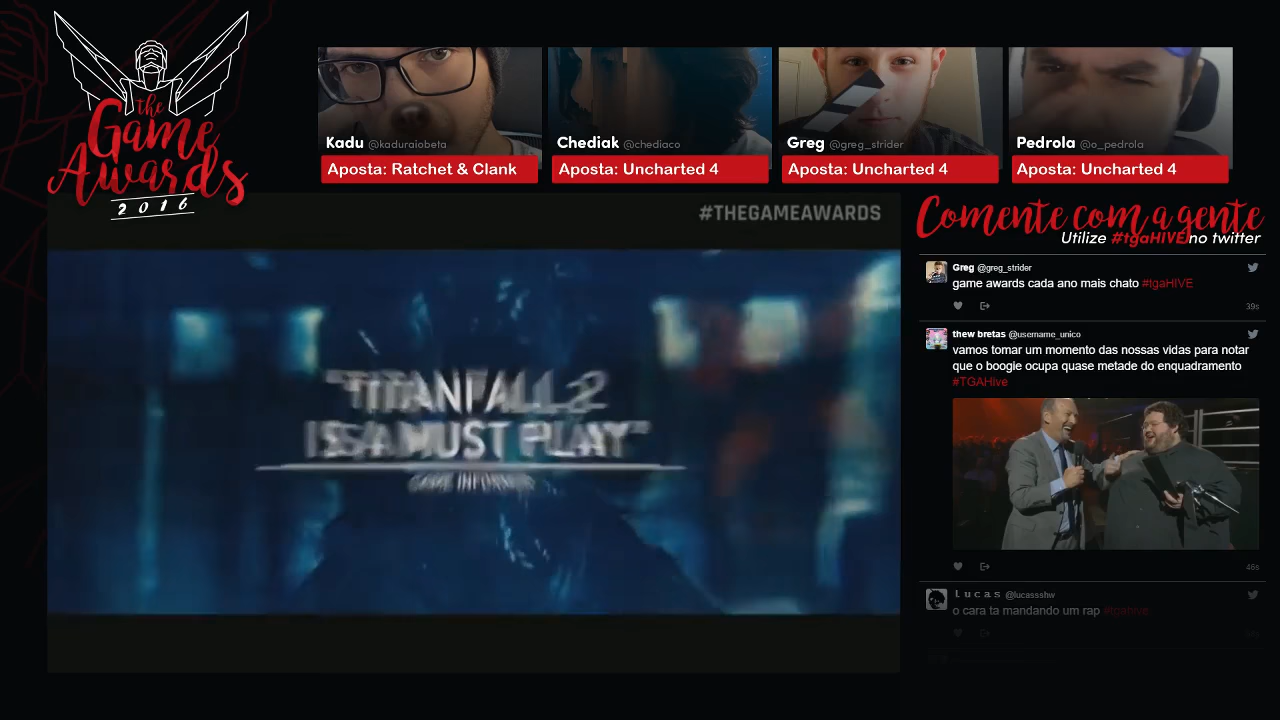 the
Game
Awards
2016
Kadu @kaduraiobeta
Aposta: Ratchet & Clank
Chediak @chediaco
Aposta: Uncharted 4
Greg @greg_strider
Aposta: Uncharted 4
Pedrola @o_pedrola
Aposta: Uncharted 4
#THEGAMEAWARDS
"TITANFALL 2
IS A MUST PLAY"
GAME INFORMER
Comente com a gente
Utilize #tgaHIVE no twitter
Greg @greg_strider
game awards cada ano mais chato #tgaHIVE
39s
thew bretas @username_unico
vamos tomar um momento das nossas vidas para notar
que o boogie ocupa quase metade do enquadramento
#TGAHive
46s
Lucas @lucassshw
o cara ta mandando um rap #tgahive